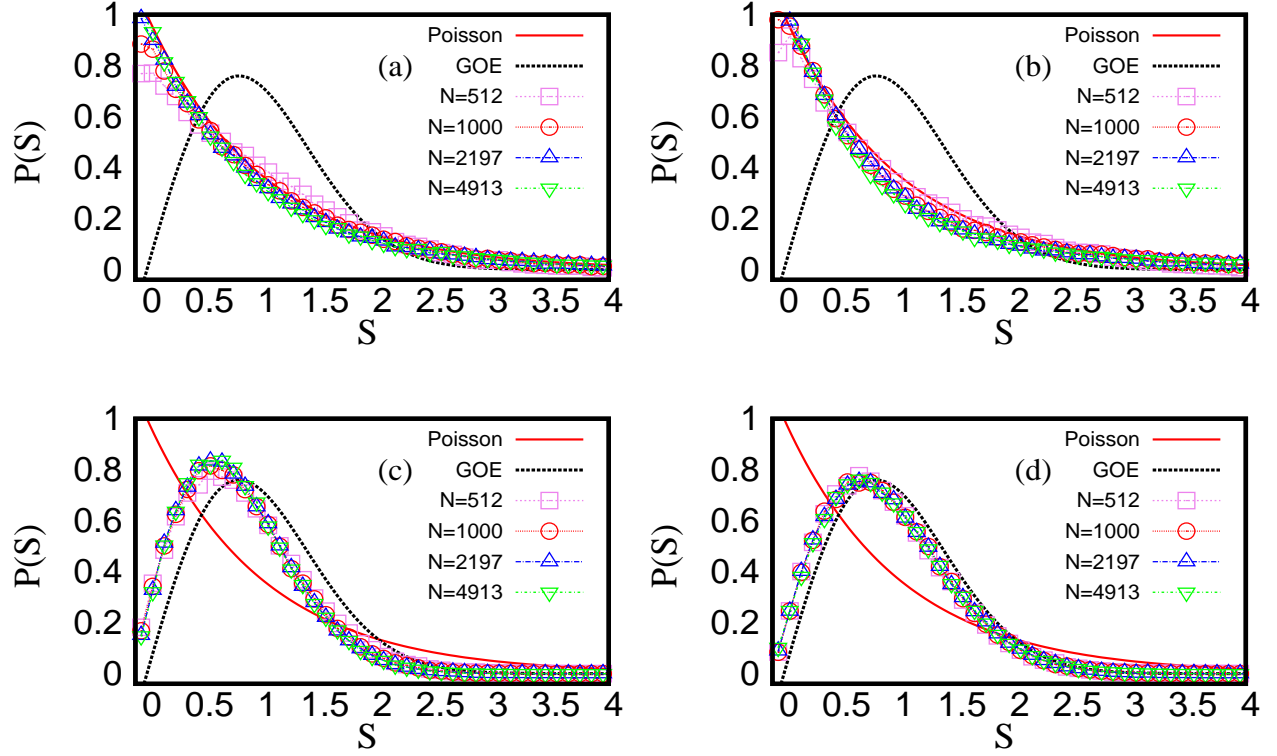 1
0.8
0.6
0.4
0.2
0
P(S)
0 0.5 1 1.5 2 2.5 3 3.5 4
S
(a)
Poisson
GOE
N=512
N=1000
N=2197
N=4913
1
0.8
0.6
0.4
0.2
0
P(S)
0 0.5 1 1.5 2 2.5 3 3.5 4
S
(b)
Poisson
GOE
N=512
N=1000
N=2197
N=4913
1
0.8
0.6
0.4
0.2
0
P(S)
0 0.5 1 1.5 2 2.5 3 3.5 4
S
(c)
Poisson
GOE
N=512
N=1000
N=2197
N=4913
1
0.8
0.6
0.4
0.2
0
P(S)
0 0.5 1 1.5 2 2.5 3 3.5 4
S
(d)
Poisson
GOE
N=512
N=1000
N=2197
N=4913